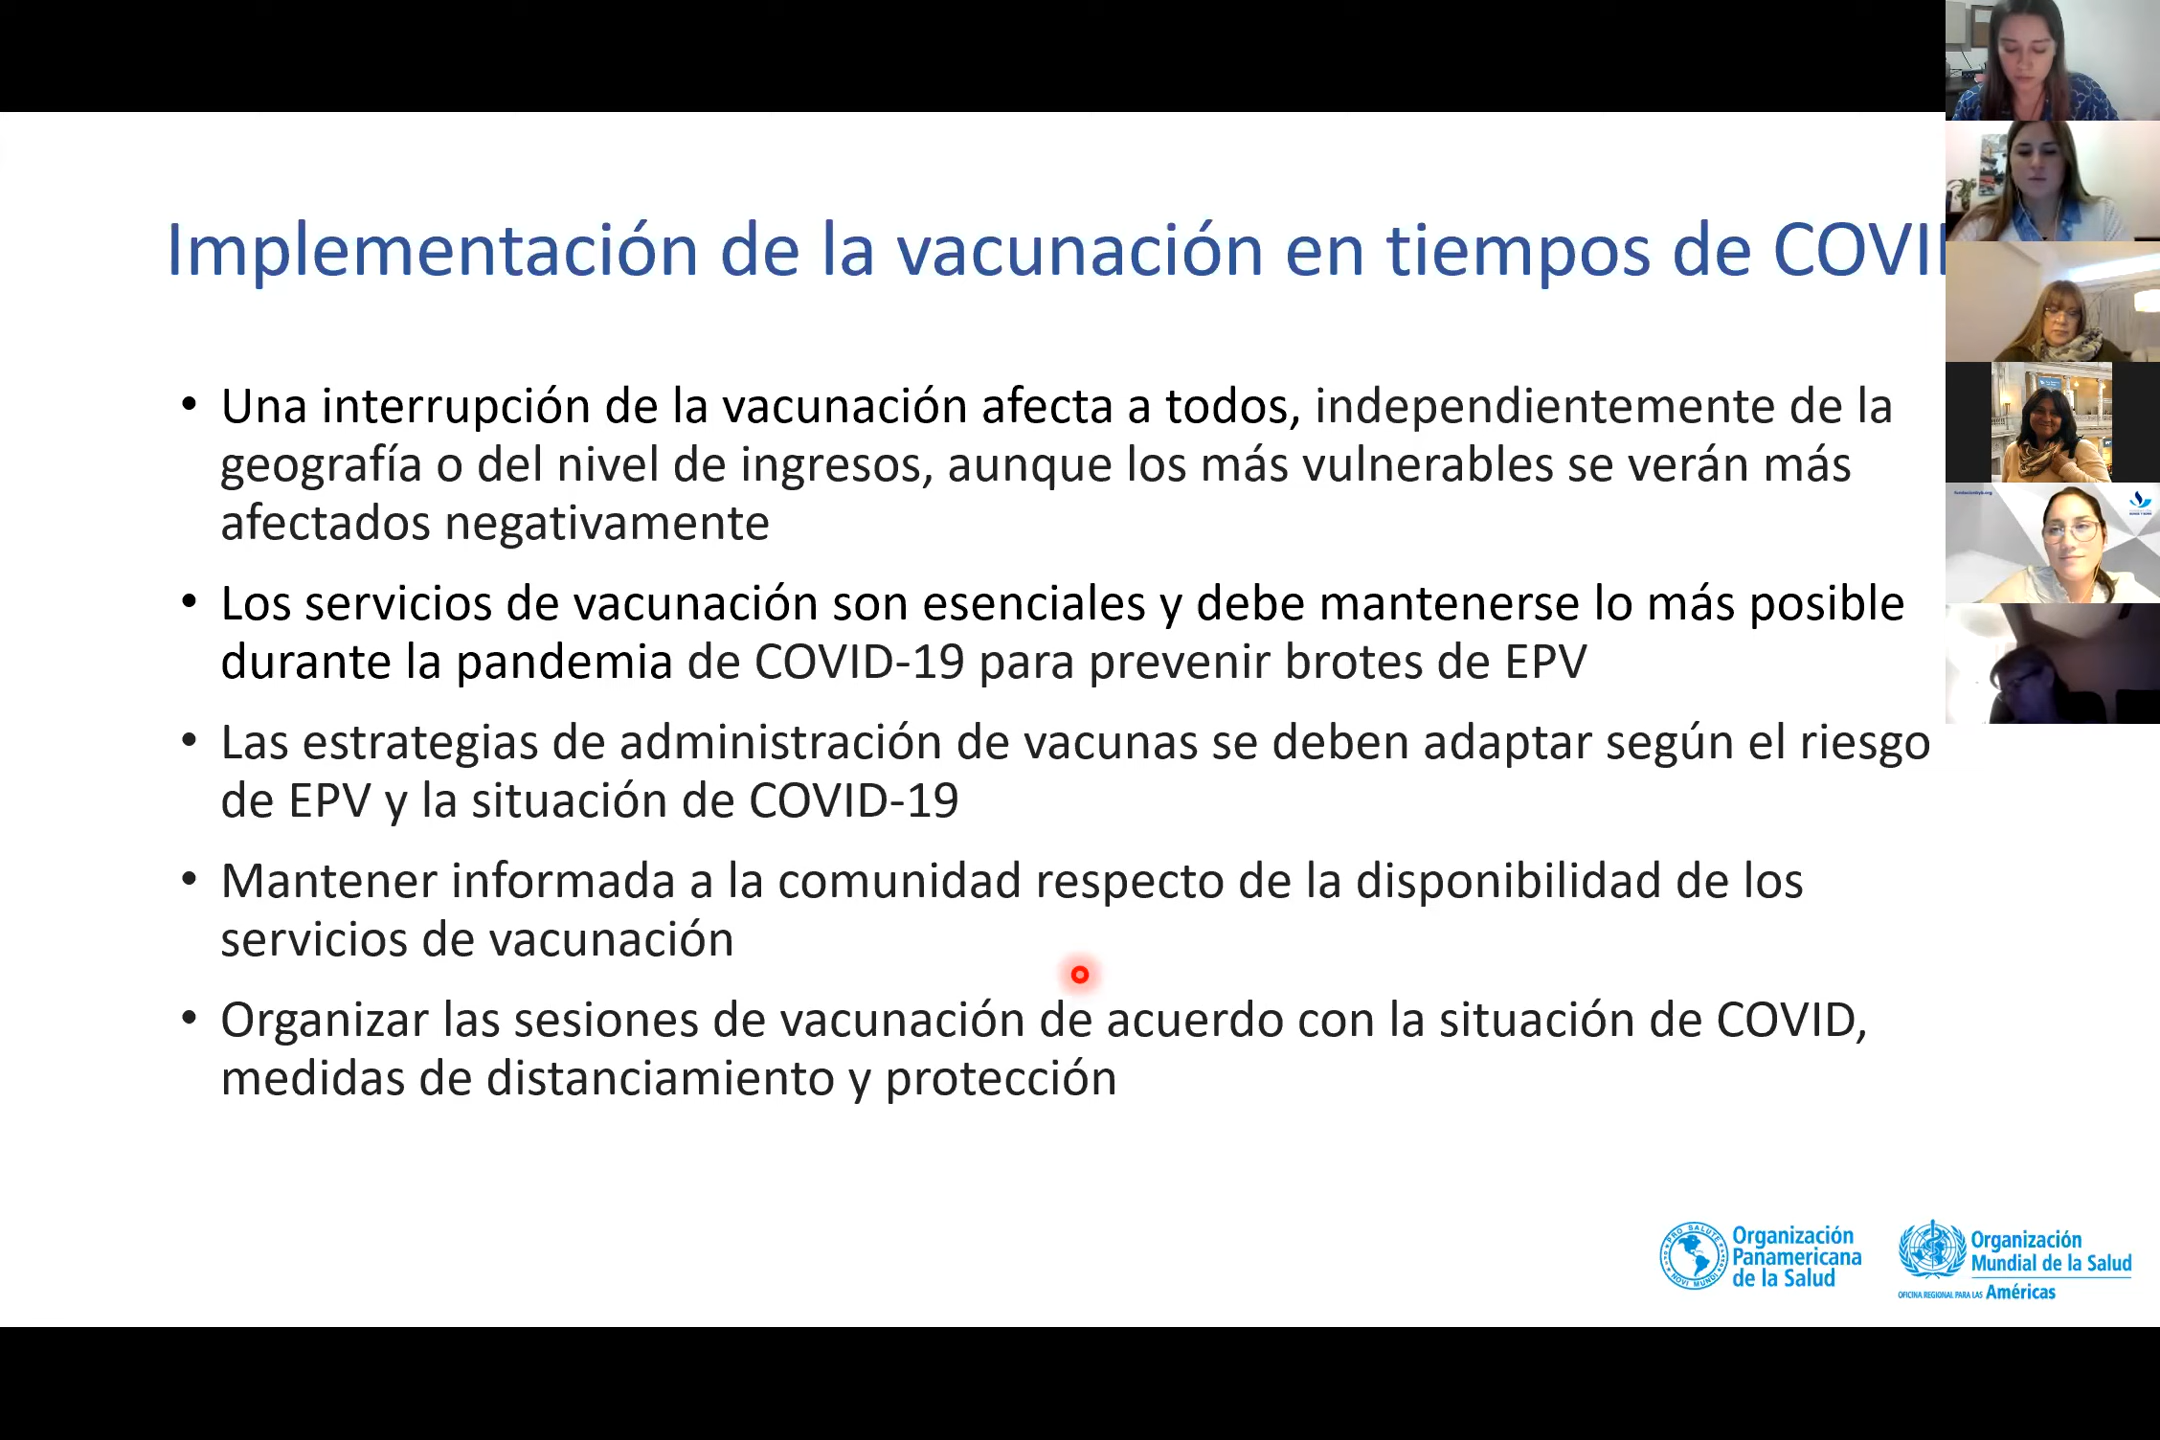 Implementación de la vacunación en tiempos de COVI
• Una interrupción de la vacunación afecta a todos, independientemente de la
geografía o del nivel de ingresos, aunque los más vulnerables se verán más
afectados negativamente
• Los servicios de vacunación son esenciales y debe mantenerse lo más posible
durante la pandemia de COVID-19 para prevenir brotes de EPV
• Las estrategias de administración de vacunas se deben adaptar según el riesgo
de EPV y la situación de COVID-19
• Mantener informada a la comunidad respecto de la disponibilidad de los
servicios de vacunación
• Organizar las sesiones de vacunación de acuerdo con la situación de COVID,
medidas de distanciamiento y protección
PRO SALUTE
NOVI MUNDI
Organización
Panamericana
de la Salud
Organización
Mundial de la Salud
OFICINA REGIONAL PARA LAS Américas